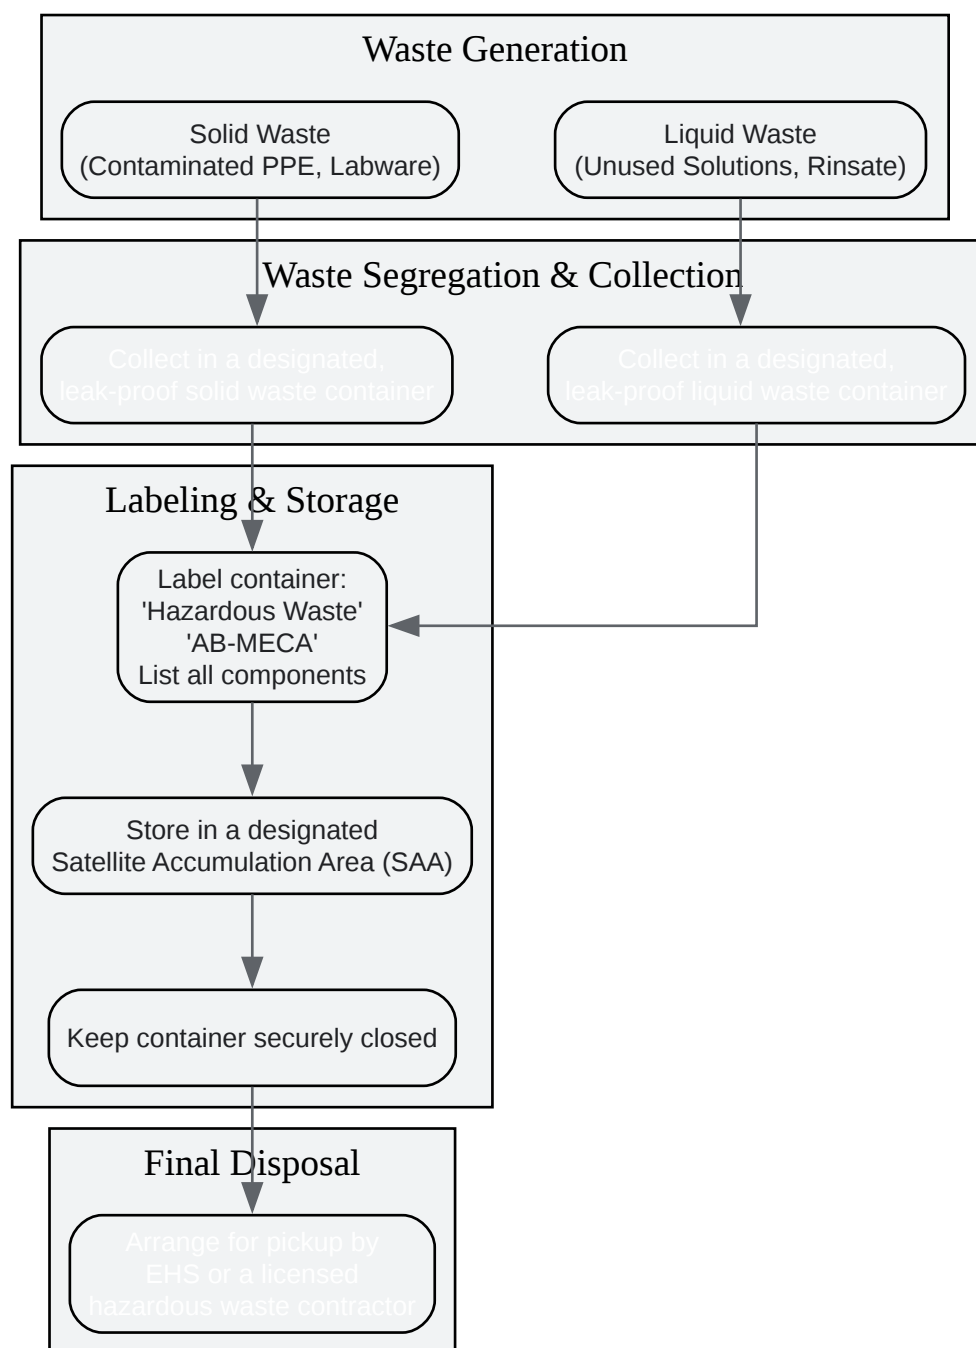 Waste Generation
Solid Waste
(Contaminated PPE, Labware)
Liquid Waste
(Unused Solutions, Rinsate)
Waste Segregation & Collection
Collect in a designated,
leak-proof solid waste container
Collect in a designated,
leak-proof liquid waste container
Labeling & Storage
Label container:
'Hazardous Waste'
'AB-MECA'
List all components
Store in a designated
Satellite Accumulation Area (SAA)
Keep container securely closed
Final Disposal
Arrange for pickup by
EHS or a licensed
hazardous waste contractor